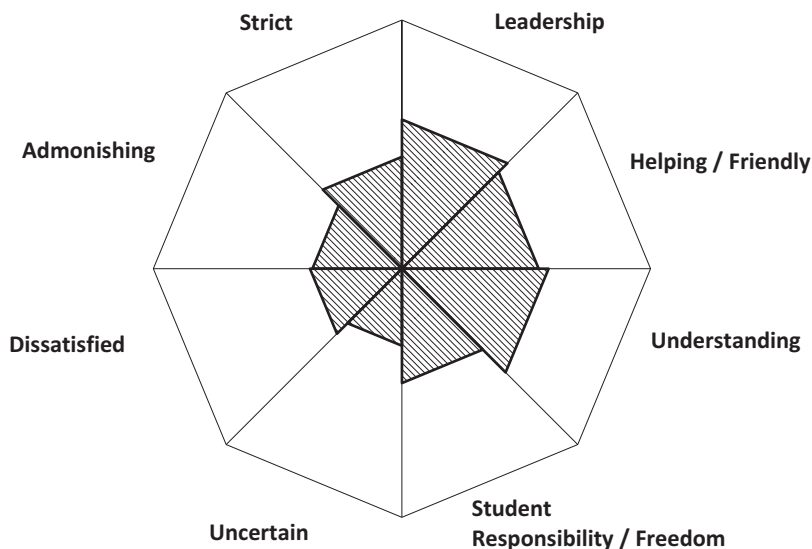 Strict
Leadership
Admonishing
Helping / Friendly
Dissatisfied
Understanding
Uncertain
Student
Responsibility / Freedom